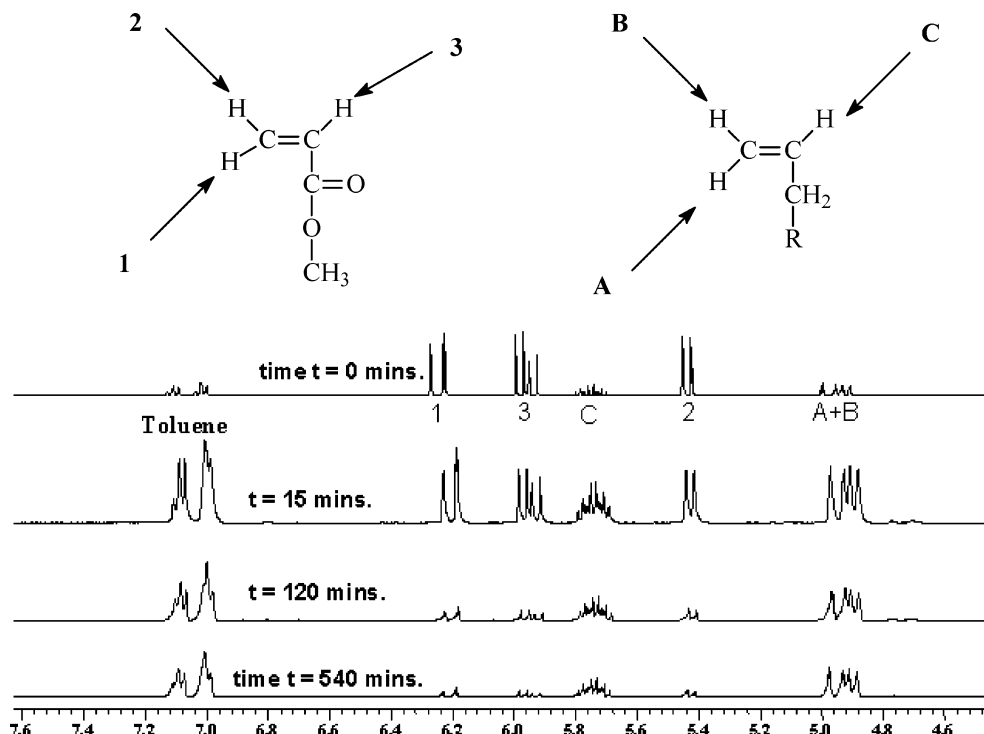 2
3
B
C
H
H
C=C
H
C=O
O
CH3
1
H
H
C=C
H
CH2
R
A
time t = 0 mins.
1
3
C
2
A+B
Toluene
t = 15 mins.
t = 120 mins.
time t = 540 mins.
7.6
7.4
7.2
7.0
6.8
6.6
6.4
6.2
6.0
5.8
5.6
5.4
5.2
5.0
4.8
4.6